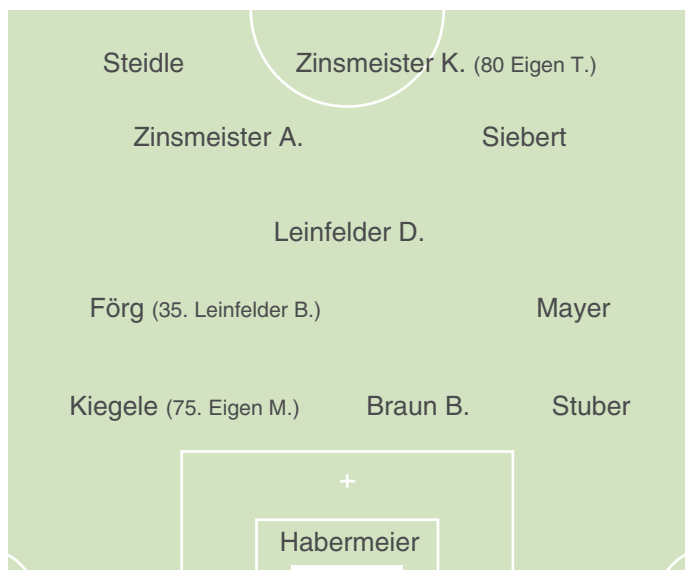 Steidle Zinsmeister K. (80 Eigen T.)
Zinsmeister A. Siebert
Leinfelder D.
Förg (35. Leinfelder B.) Mayer
Kiegele (75. Eigen M.) Braun B. Stuber
Habermeier